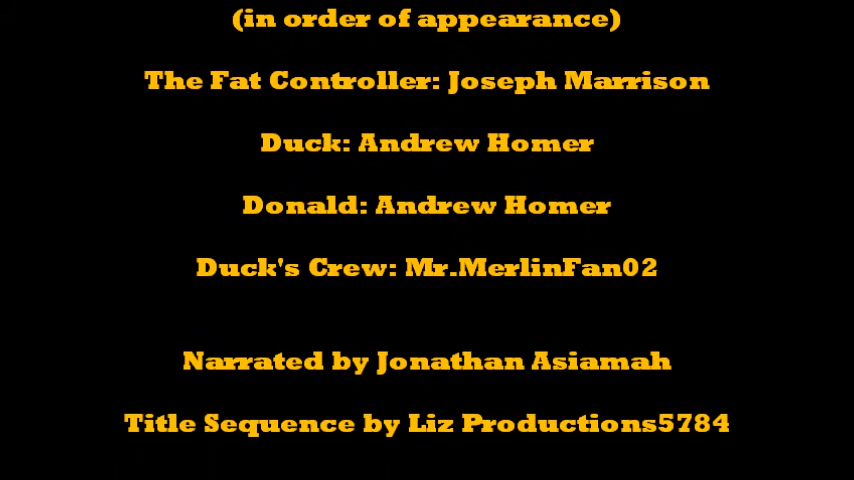 (in order of appearance)
The Fat Controller: Joseph Marrison
Duck: Andrew Homer
Donald: Andrew Homer
Duck's Crew: Mr.MerlinFan02
Narrated by Jonathan Asiamah
Title Sequence by Liz Productions5784